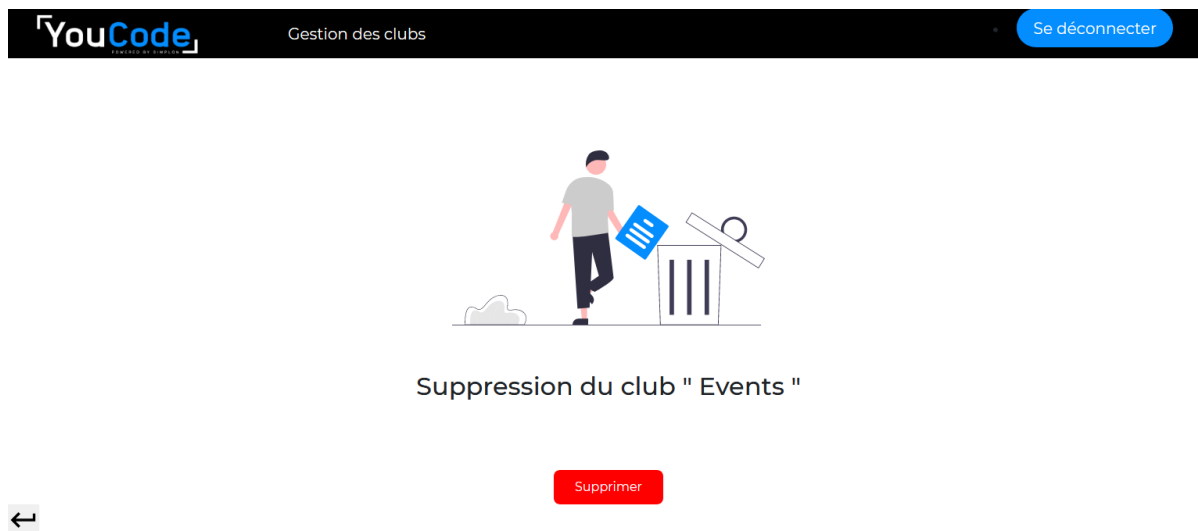 YouCode
POWERED BY SIMPLON
Gestion des clubs
Se déconnecter
Suppression du club " Events "
Supprimer